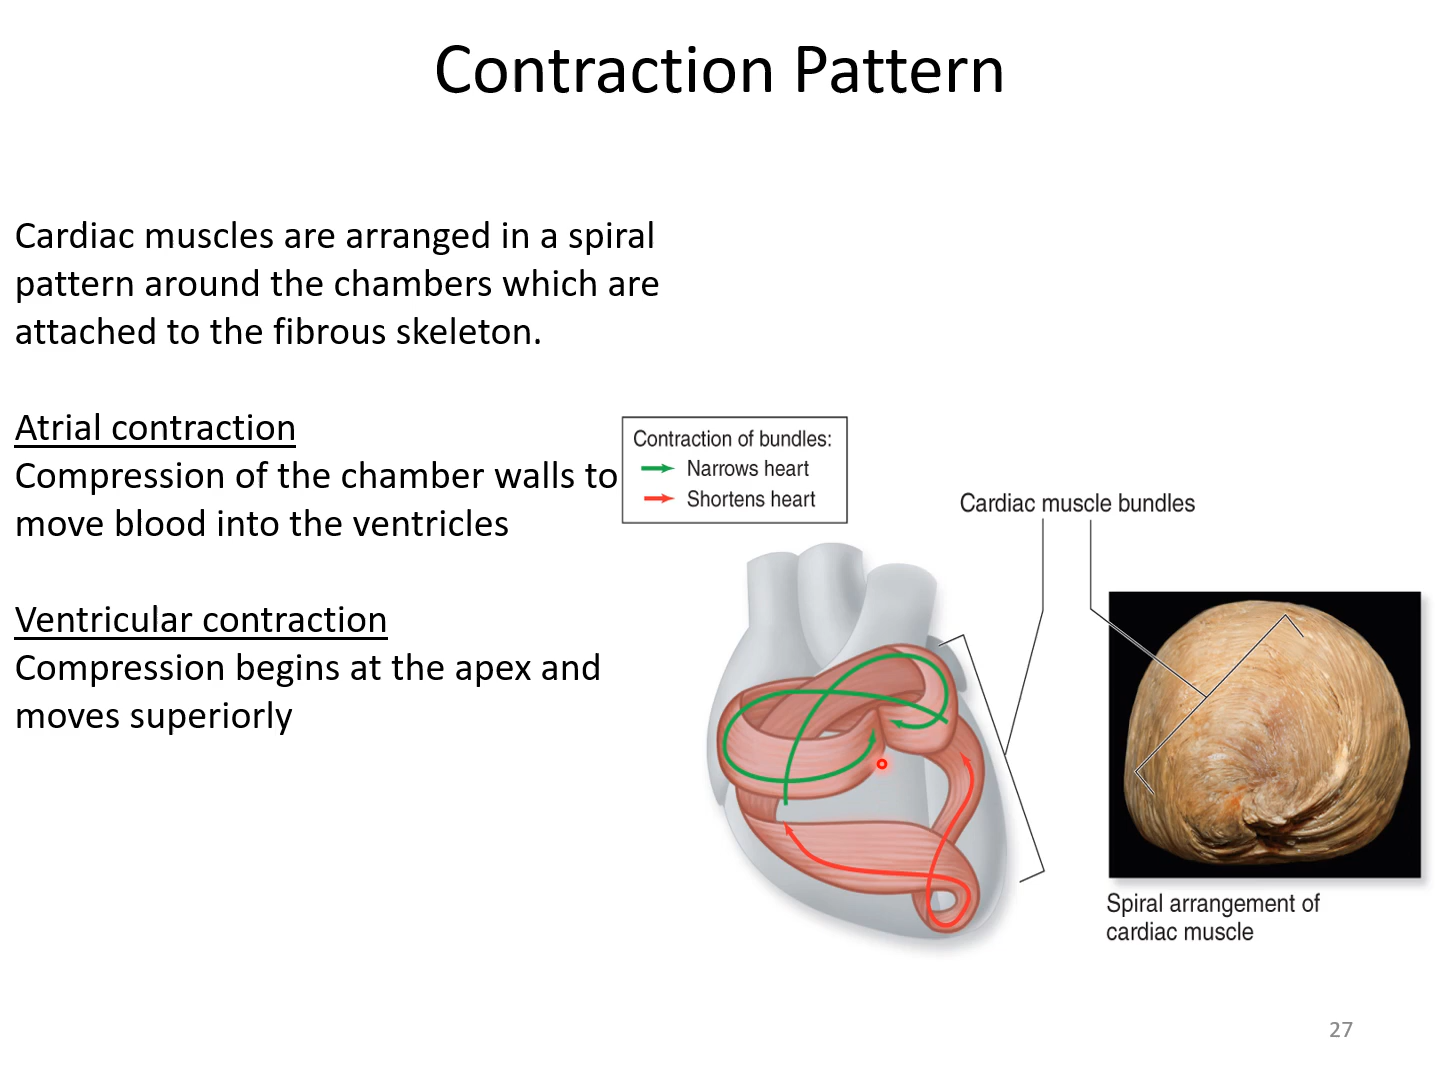 Contraction Pattern
Cardiac muscles are arranged in a spiral
pattern around the chambers which are
attached to the fibrous skeleton.
Atrial contraction
Compression of the chamber walls to
move blood into the ventricles
Ventricular contraction
Compression begins at the apex and
moves superiorly
Contraction of bundles:
Narrows heart
Shortens heart
Cardiac muscle bundles
Spiral arrangement of
cardiac muscle
27